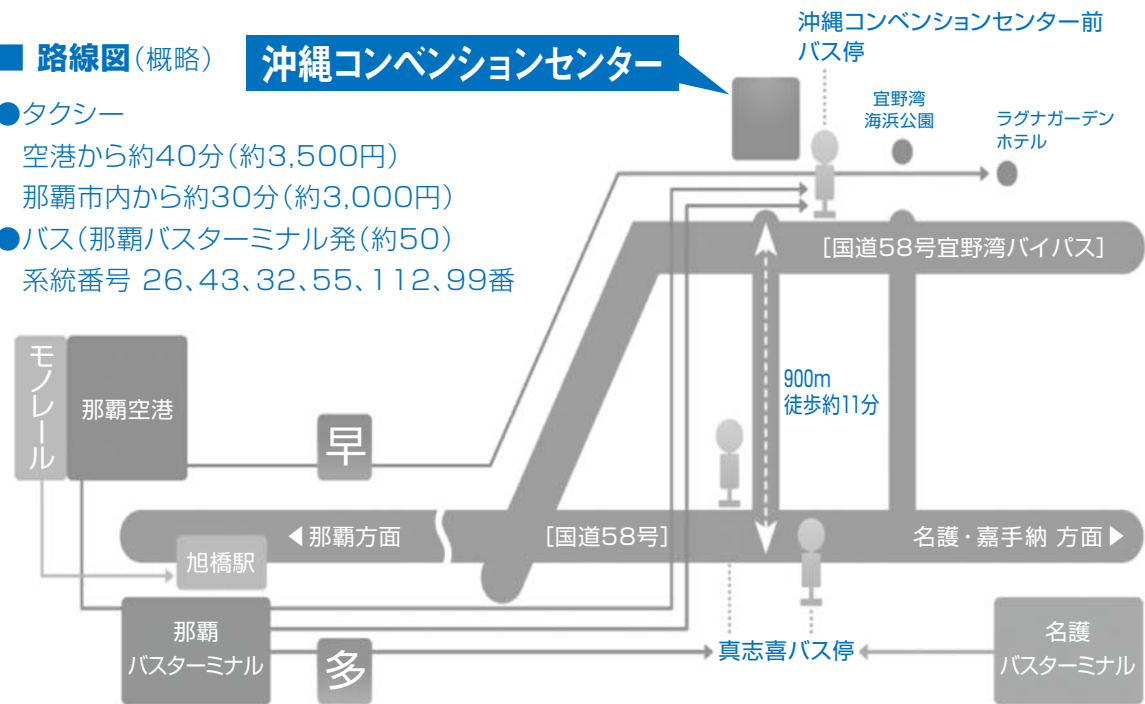 ■ 路線図(概略)
沖縄コンベンションセンター
●タクシー
空港から約40分(約3,500円)
那覇市内から約30分(約3,000円)
●バス(那覇バスターミナル発(約50)
系統番号 26、43、32、55、112、99番
沖縄コンベンションセンター前
バス停
宜野湾
海浜公園
ラグナガーデン
ホテル
[国道58号宜野湾バイパス]
900m
徒歩約11分
モノレール
那覇空港
早
◀那覇方面
[国道58号]
名護・嘉手納 方面▶
旭橋駅
那覇
バスターミナル
多
真志喜バス停
名護
バスターミナル